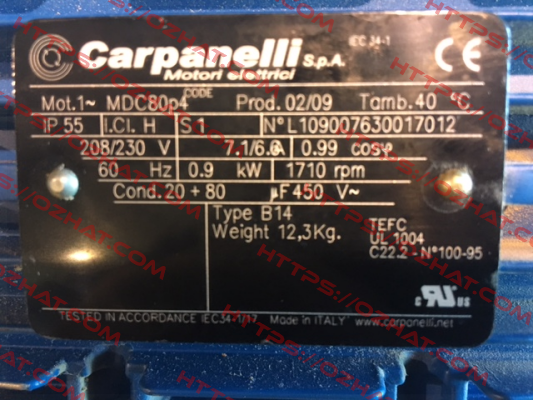 Carpanelli S.p.A. IEC 34-1 CE
Motori elettrici
Mot.1~ MDC80p4 CODE Prod. 02/09 Tamb. 40 °C
IP 55 I.Cl. H S1 N° L109007630017012
208/230 V 7.1/6.8A 0.99 cosφ
60 Hz 0.9 kW 1710 rpm
Cond. 20 + 80 µF 450 V~
Type B14
Weight 12,3Kg.
TEFC
UL 1004
C22.2 - N°100-95
c RU US
TESTED IN ACCORDANCE IEC34-1/17 Made in ITALY www.carpanelli.net
HTTPS://OZHAT.COM